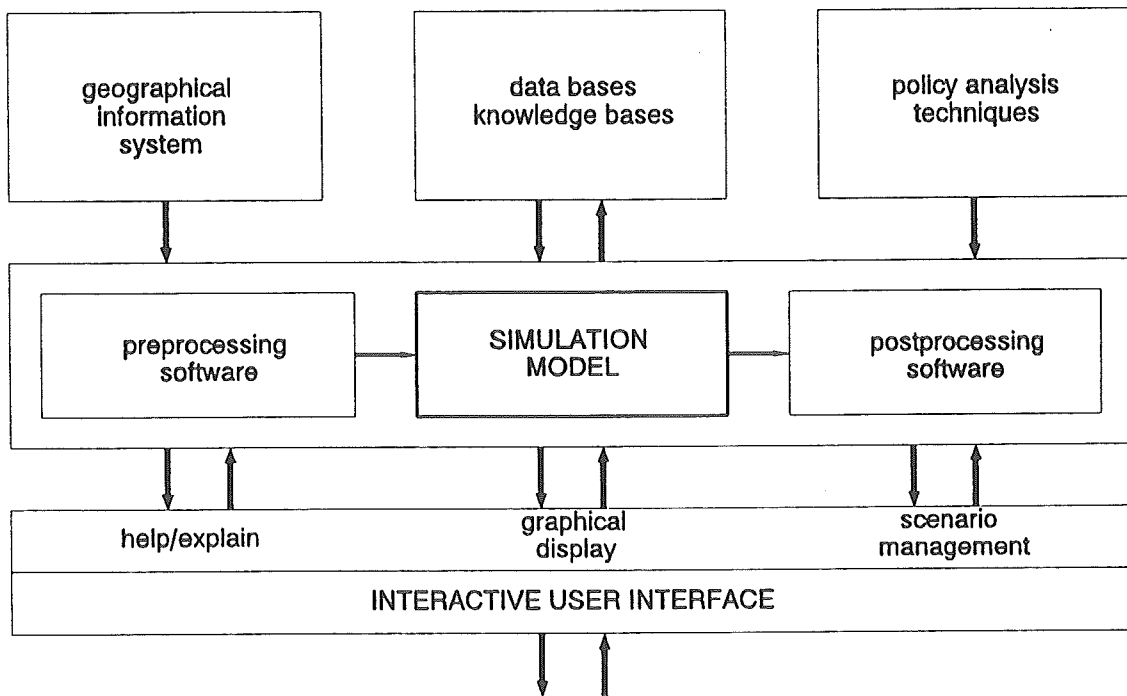 geographical
information
system
data bases
knowledge bases
policy analysis
techniques
preprocessing
software
SIMULATION
MODEL
postprocessing
software
help/explain
graphical
display
scenario
management
INTERACTIVE USER INTERFACE